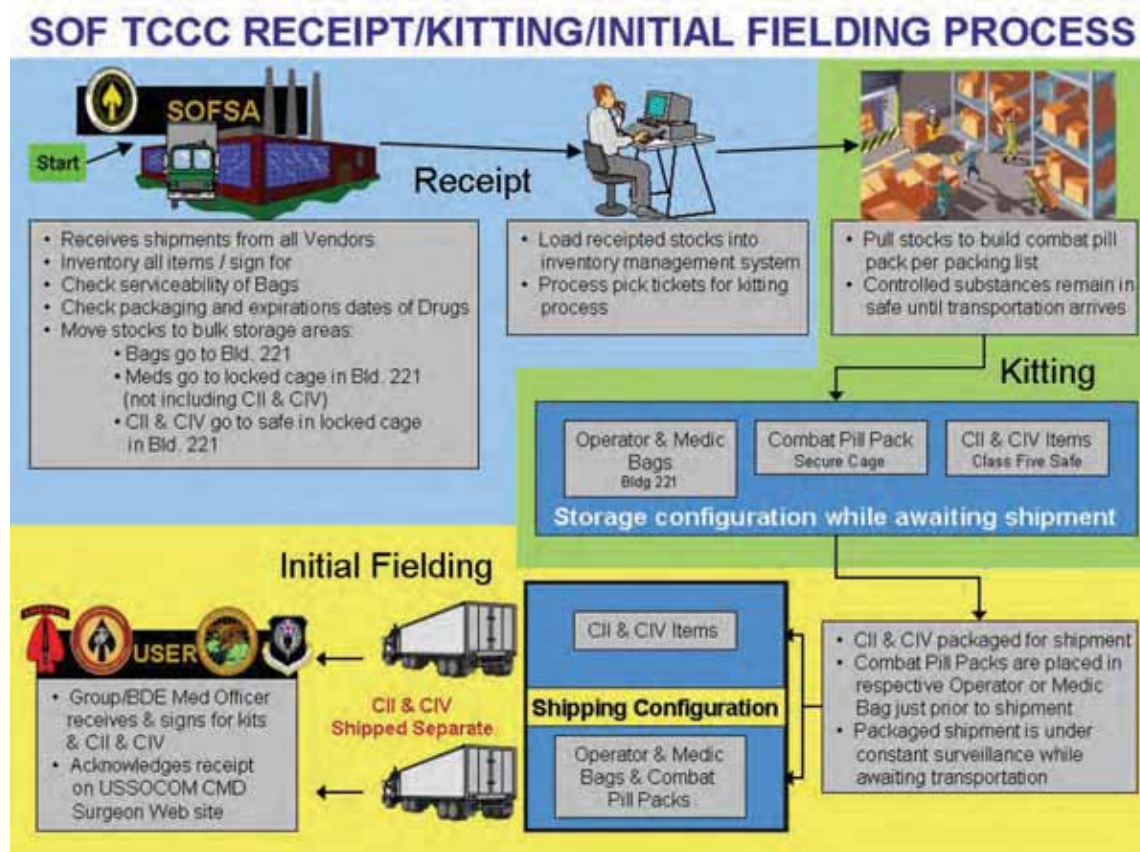 SOF TCCC RECEIPT/KITTING/INITIAL FIELDING PROCESS
SOFSA
Start
Receipt
• Receives shipments from all Vendors
• Inventory all items / sign for
• Check serviceability of Bags
• Check packaging and expirations dates of Drugs
• Move stocks to bulk storage areas:
• Bags go to Bld. 221
• Meds go to locked cage in Bld. 221
(not including CII & CIV)
• CII & CIV go to safe in locked cage
in Bld. 221
• Load receipted stocks into
inventory management system
• Process pick tickets for kitting
process
• Pull stocks to build combat pill
pack per packing list
• Controlled substances remain in
safe until transportation arrives
Kitting
Operator & Medic
Bags
Bldg 221
Combat Pill Pack
Secure Cage
CII & CIV Items
Class Five Safe
Storage configuration while awaiting shipment
• CII & CIV packaged for shipment
• Combat Pill Packs are placed in
respective Operator or Medic
Bag just prior to shipment
• Packaged shipment is under
constant surveillance while
awaiting transportation
Initial Fielding
CII & CIV Items
Shipping Configuration
Operator & Medic
Bags & Combat
Pill Packs
CII & CIV
Shipped Separate
USER
• Group/BDE Med Officer
receives & signs for kits
& CII & CIV
• Acknowledges receipt
on USSOCOM CMD
Surgeon Web site